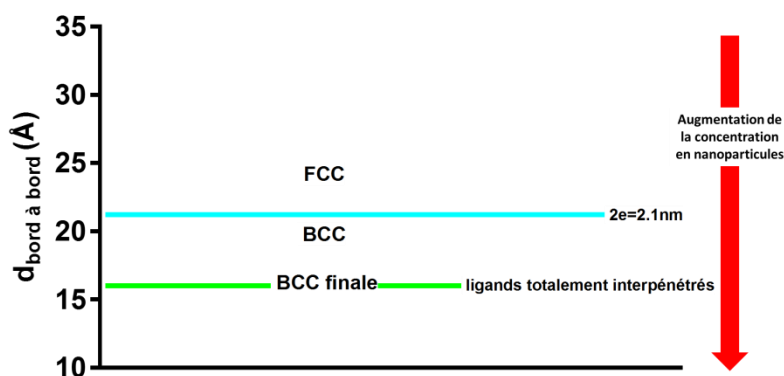 35
30
25
20
15
10
d bord à bord (Å)
FCC
2e=2.1nm
BCC
BCC finale
ligands totalement interpénétrés
Augmentation de
la concentration
en nanoparticules